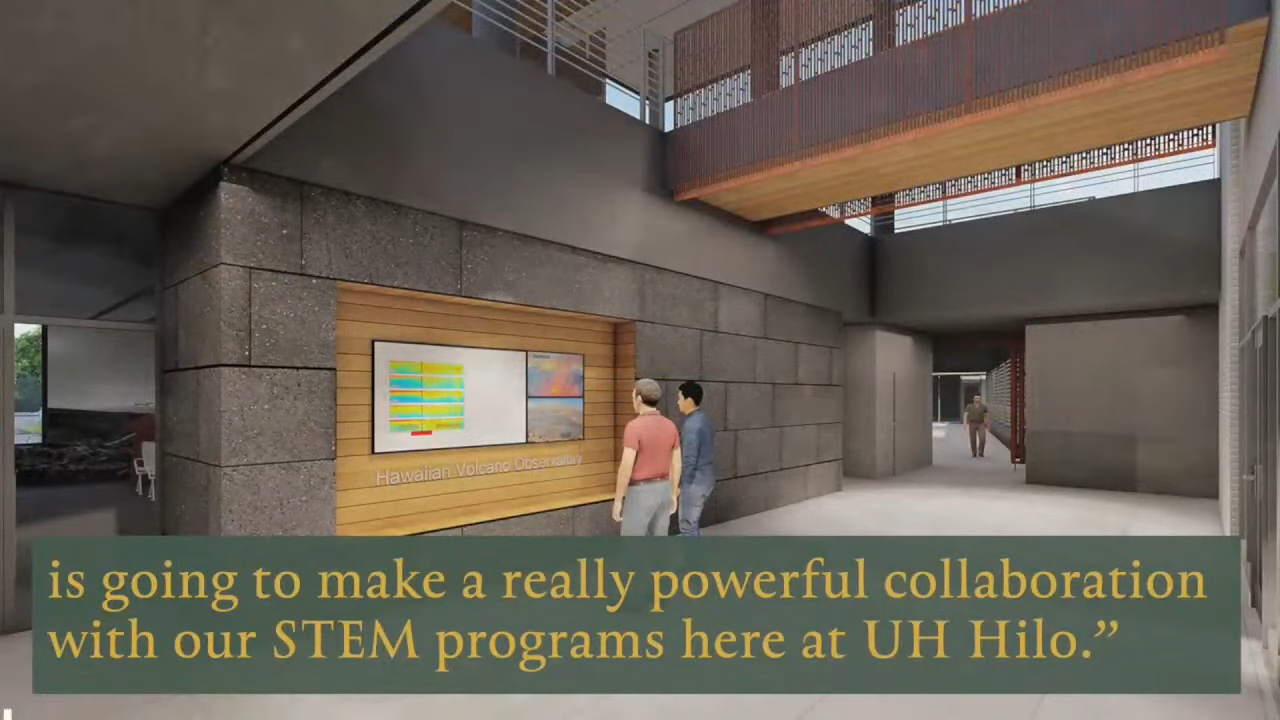 Hawaiian Volcano Observatory
is going to make a really powerful collaboration
with our STEM programs here at UH Hilo.”